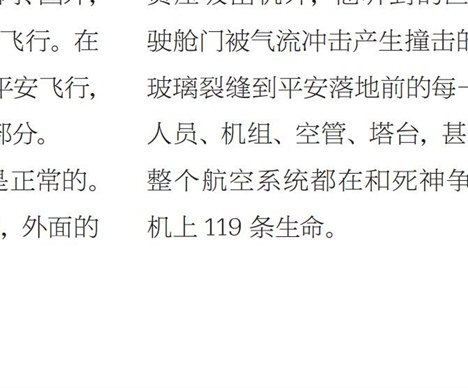 飞行。在
平安飞行,
部分。
是正常的。
，外面的
驶舱门被气流冲击产生撞击的
玻璃裂缝到平安落地前的每一
人员、机组、空管、塔台，甚
整个航空系统都在和死神争
机上 119 条生命。